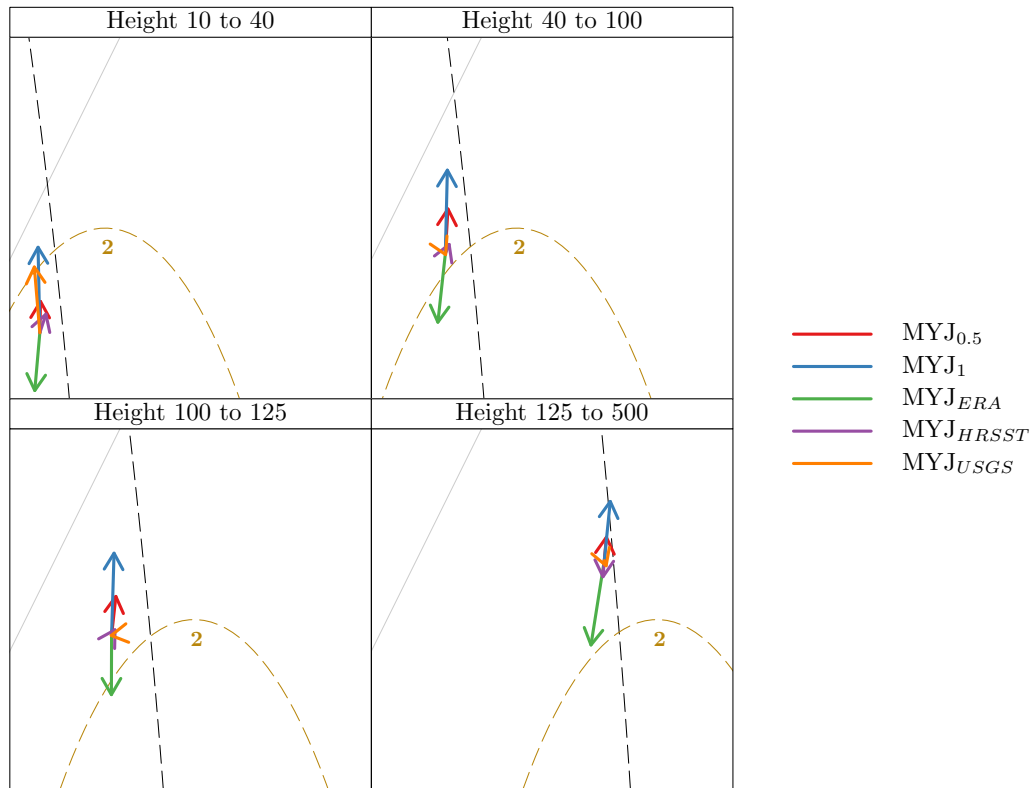 Height 10 to 40
Height 40 to 100
2
2
Height 100 to 125
Height 125 to 500
2
2
MYJ0.5
MYJ1
MYJERA
MYJHRSST
MYJUSGS